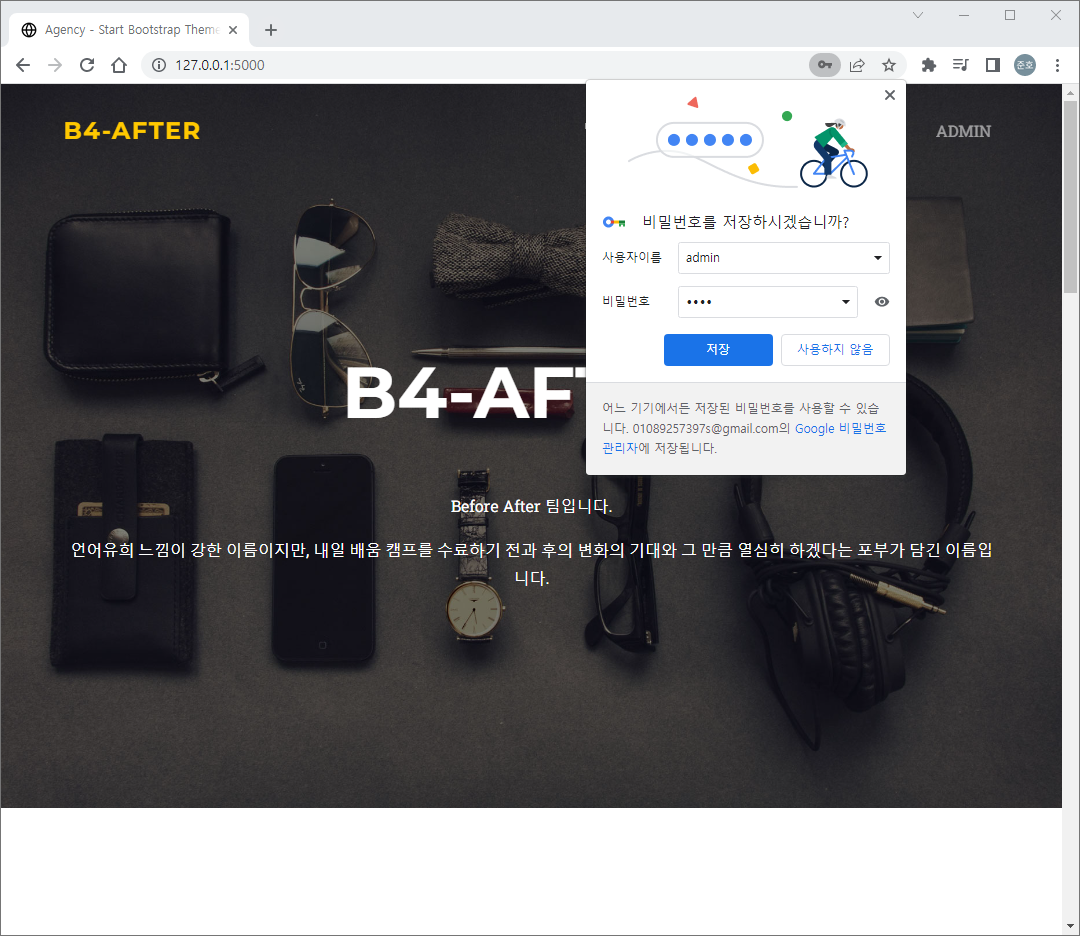 Agency - Start Bootstrap Theme
127.0.0.1:5000
준호
B4-AFTER
ADMIN
비밀번호를 저장하시겠습니까?
사용자이름
admin
비밀번호
••••
저장
사용하지 않음
어느 기기에서든 저장된 비밀번호를 사용할 수 있습
니다. 01089257397s@gmail.com의 Google 비밀번호
관리자에 저장됩니다.
B4-AF
Before After 팀입니다.
언어유희 느낌이 강한 이름이지만, 내일 배움 캠프를 수료하기 전과 후의 변화의 기대와 그 만큼 열심히 하겠다는 포부가 담긴 이름입
니다.